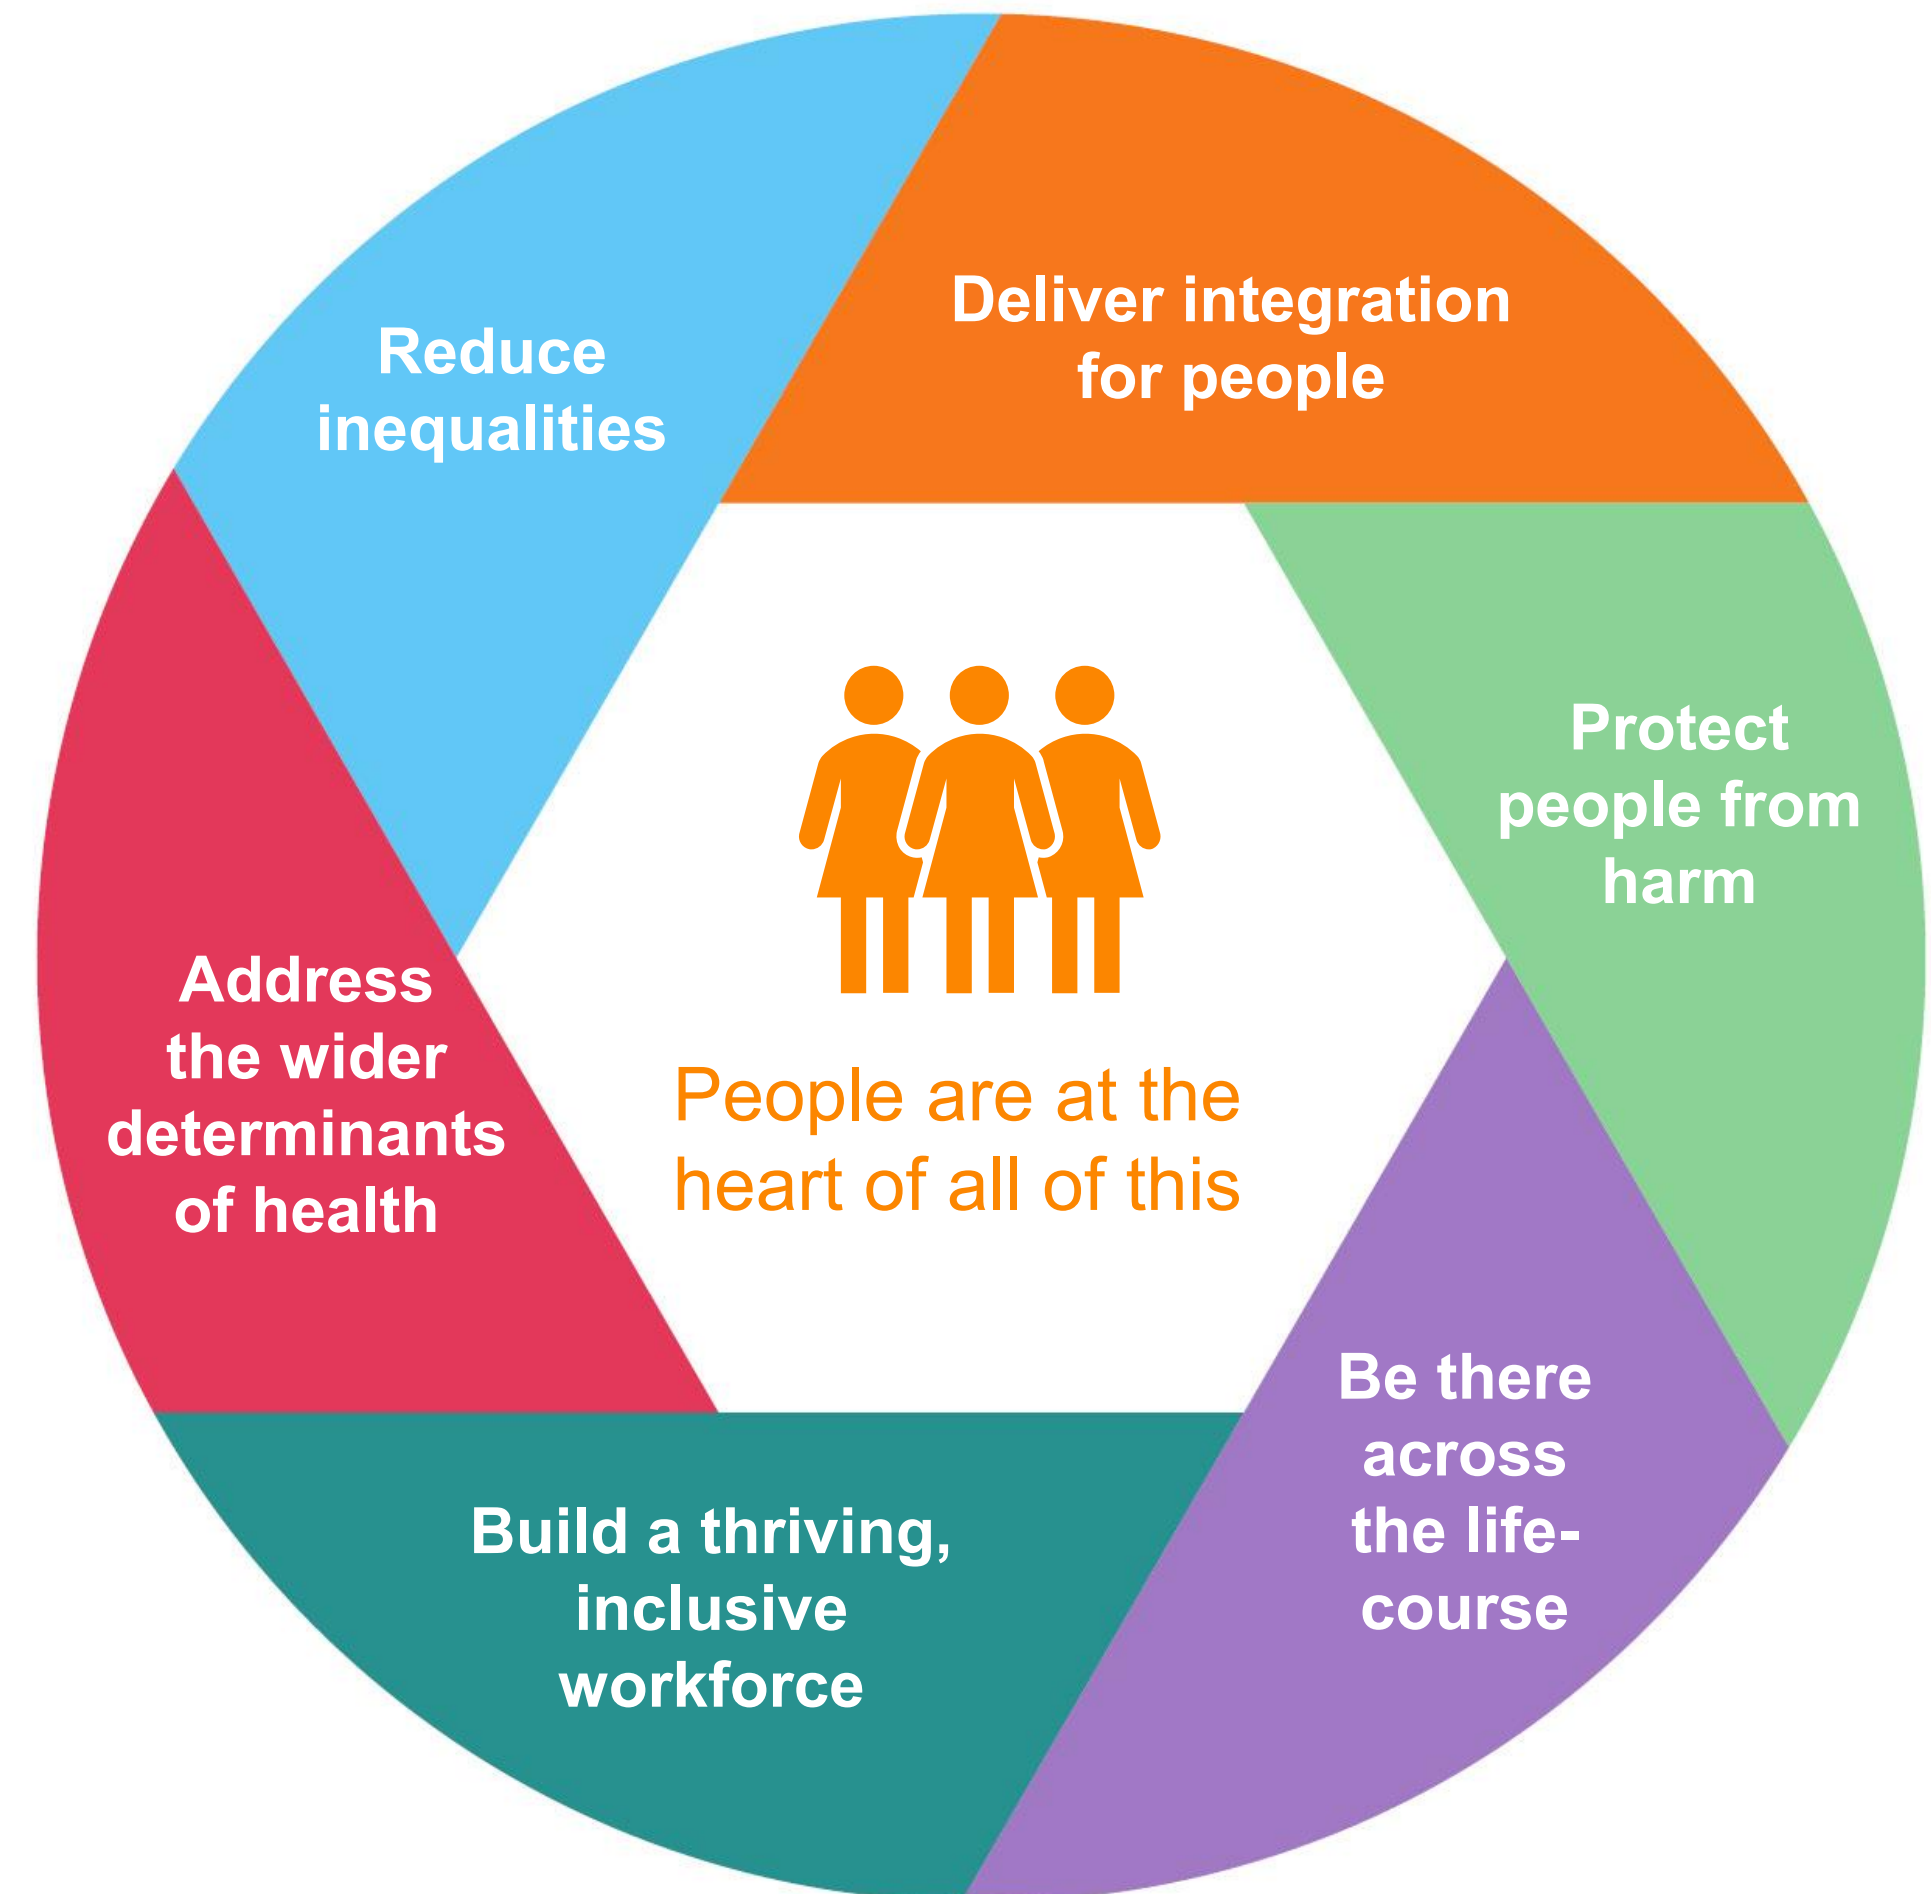 Deliver integration
for people
Reduce
inequalities
Protect
people from
harm
Address
the wider
determinants
of health
People are at the
heart of all of this
Be there
across
the life-
course
Build a thriving,
inclusive
workforce